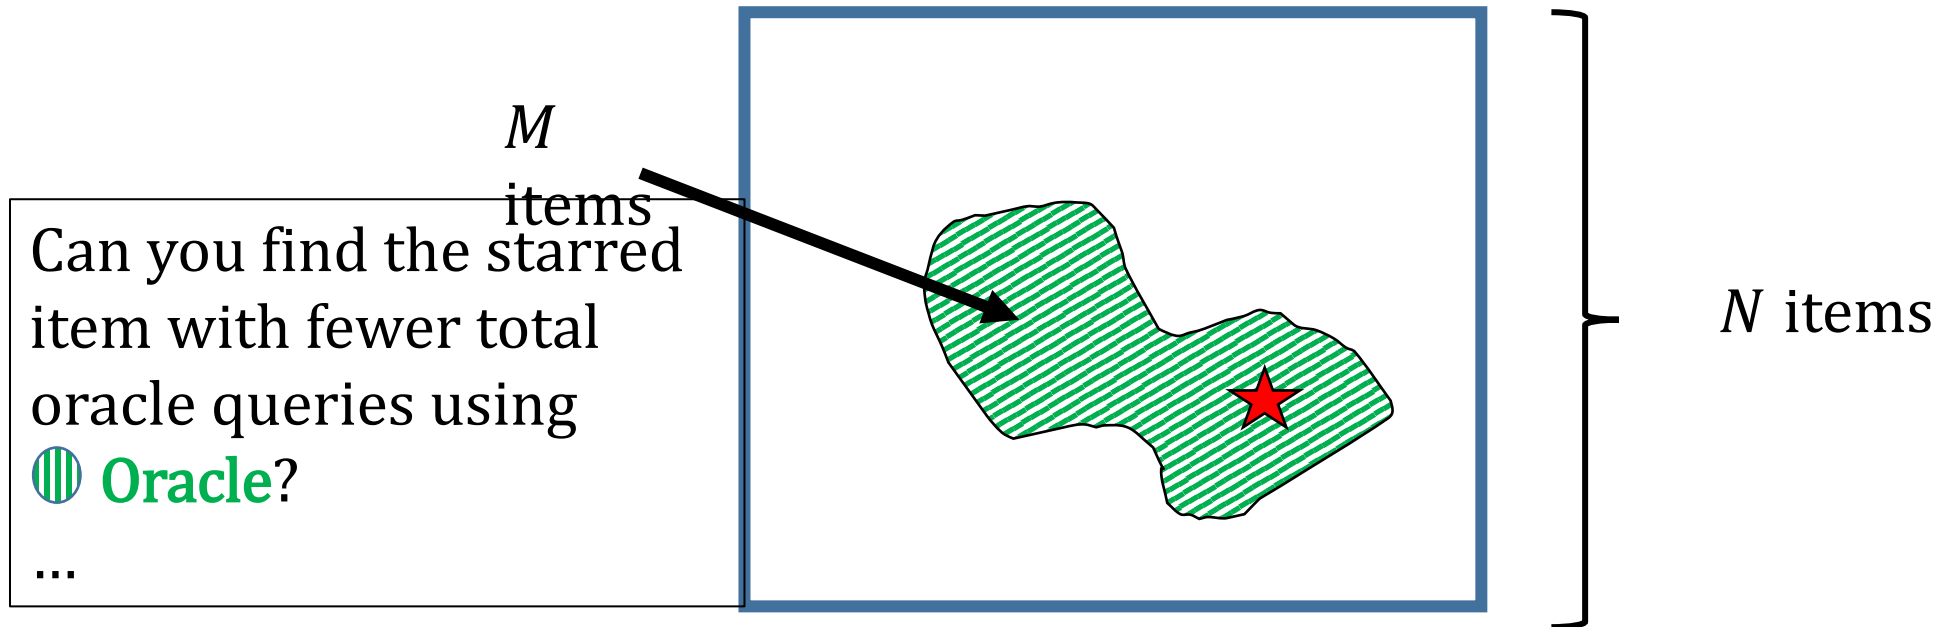 M
items
Can you find the starred
item with fewer total
oracle queries using
Oracle?
...
N items